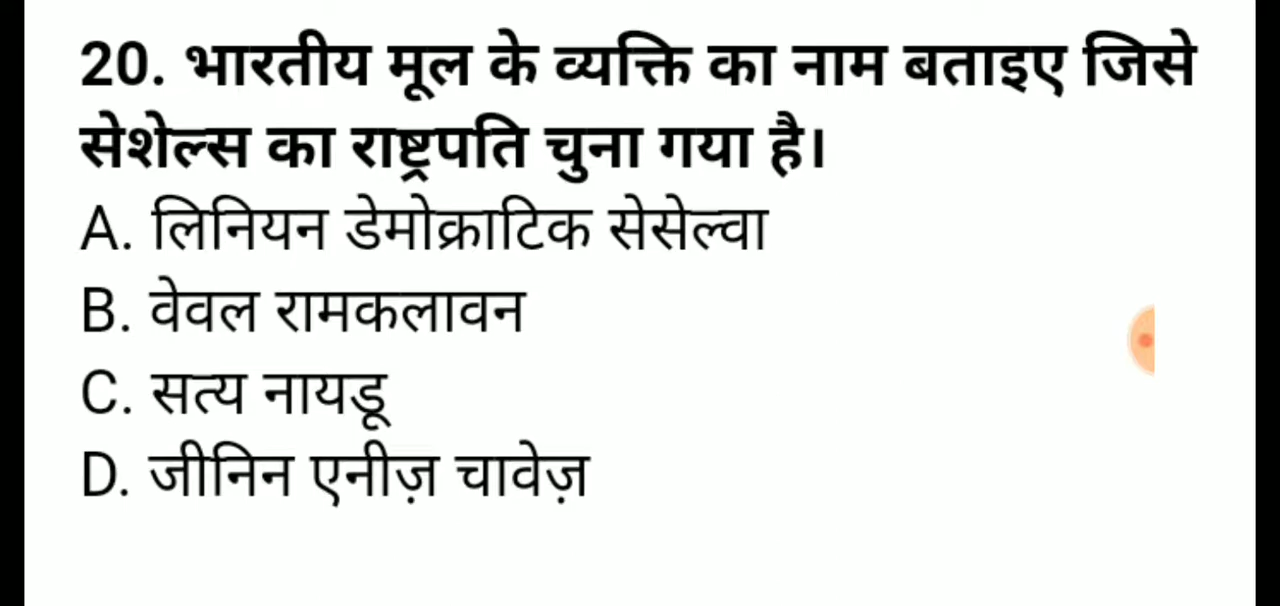 20. भारतीय मूल के व्यक्ति का नाम बताइए जिसे
सेशेल्स का राष्ट्रपति चुना गया है।
A. लिनियन डेमोक्राटिक सेसेल्वा
B. वेवल रामकलावन
C. सत्य नायडू
D. जीनिन एनीज़ चावेज़